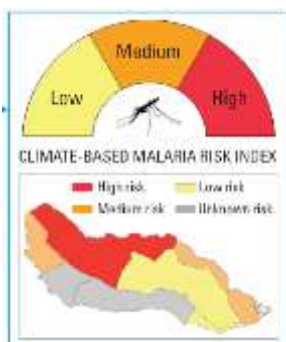 Medium
Low High
CLIMATE-BASED MALARIA RISK INDEX
High risk Low risk
Medium risk Unknown risk